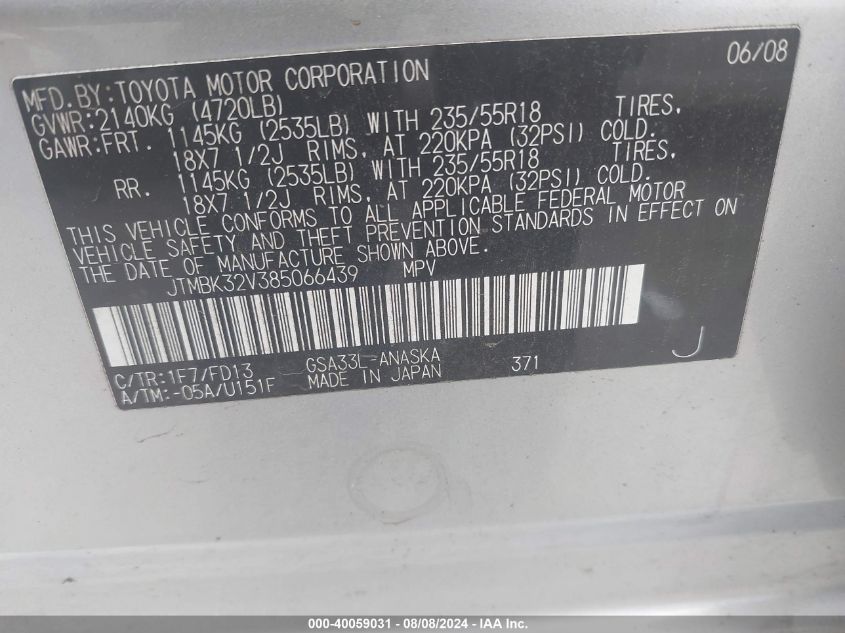 06/08
MFD.BY:TOYOTA MOTOR CORPORATION
GVWR:2140KG (4720LB)
GAWR:FRT. 1145KG (2535LB) WITH 235/55R18 TIRES,
18X7 1/2J RIMS, AT 220KPA (32PSI) COLD.
RR. 1145KG (2535LB) WITH 235/55R18 TIRES,
18X7 1/2J RIMS, AT 220KPA (32PSI) COLD.
THIS VEHICLE CONFORMS TO ALL APPLICABLE FEDERAL MOTOR
VEHICLE SAFETY AND THEFT PREVENTION STANDARDS IN EFFECT ON
THE DATE OF MANUFACTURE SHOWN ABOVE.
JTMBK32V385066439 MPV
C/TR:1F7/FD13 GSA33L-ANASKA 371 J
A/TM:-05A/U151F MADE IN JAPAN
000-40059031 - 08/08/2024 - IAA Inc.